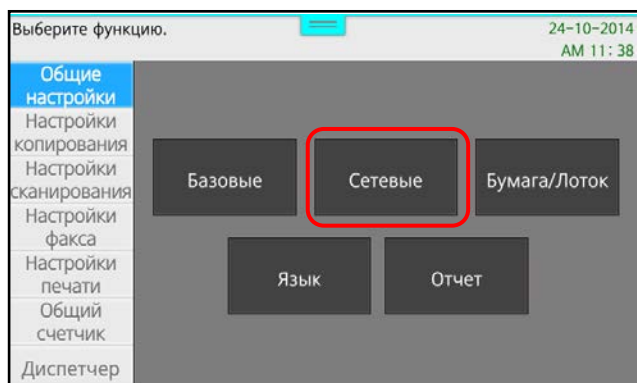 Выберите функцию.
24-10-2014
AM 11:38
Общие
настройки
Настройки
копирования
Настройки
сканирования
Настройки
факса
Настройки
печати
Общий
счетчик
Диспетчер
Базовые
Сетевые
Бумага/Лоток
Язык
Отчет